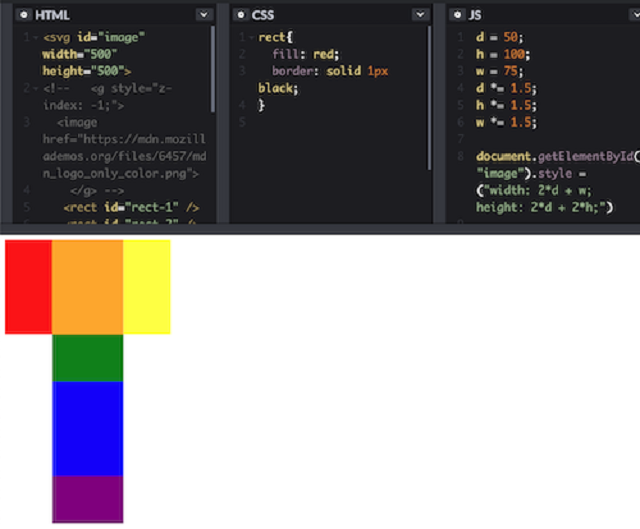 HTML
1 <svg id="image"
width="500"
height="500">
2 <!-- <g style="z-
index: -1;">
3 <image
href="https://mdn.mozill
ademos.org/files/6457/md
n_logo_only_color.png">
4 </g> -->
5 <rect id="rect-1" />
CSS
1 rect{
2 fill: red;
3 border: solid 1px
black;
4 }
5
JS
1 d = 50;
2 h = 100;
3 w = 75;
4 d *= 1.5;
5 h *= 1.5;
6 w *= 1.5;
7
8 document.getElementById(
"image").style =
("width: 2*d + w;
height: 2*d + 2*h;")